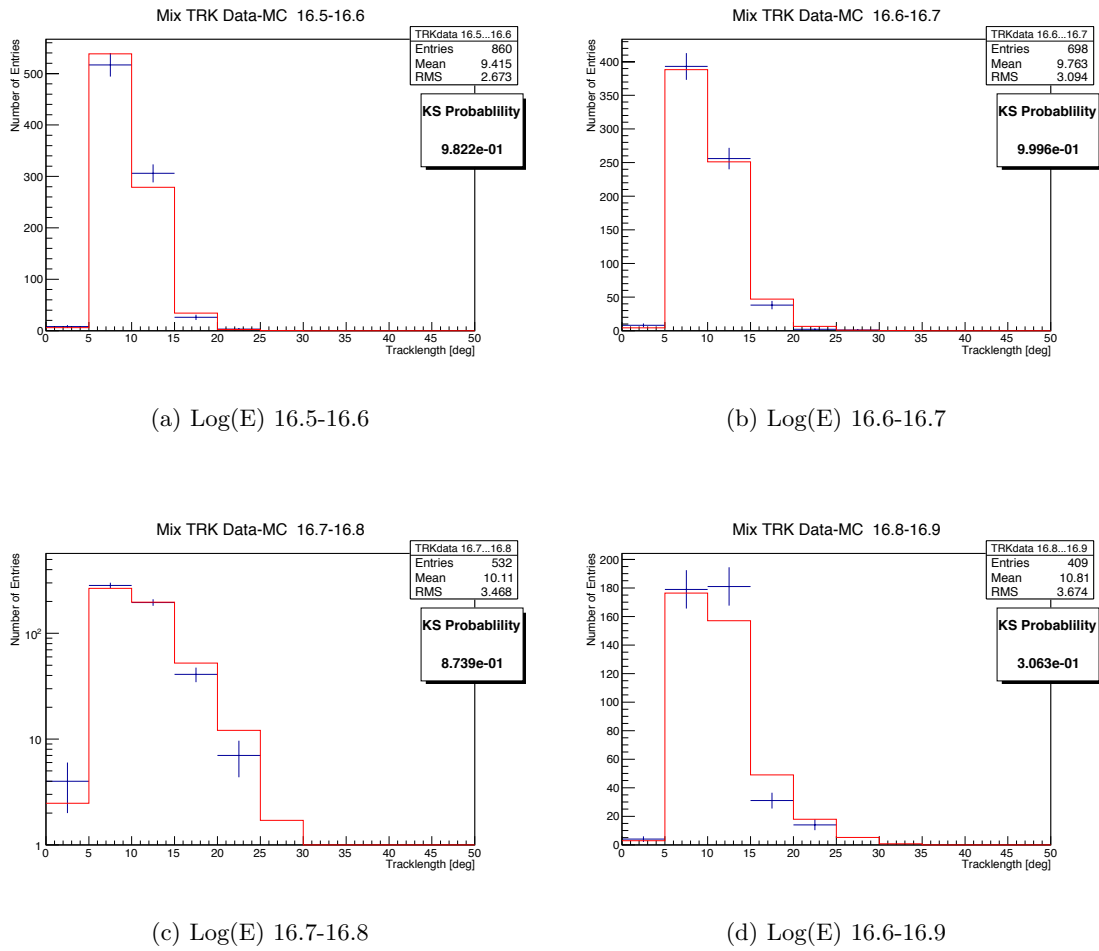 Mix TRK Data-MC 16.5-16.6
Number of Entries
TRKdata 16.5...16.6
Entries 860
Mean 9.415
RMS 2.673
KS Probablility
9.822e-01
500
400
300
200
100
0
0 5 10 15 20 25 30 35 40 45 50
Tracklength [deg]
(a) Log(E) 16.5-16.6
Mix TRK Data-MC 16.6-16.7
Number of Entries
TRKdata 16.6...16.7
Entries 698
Mean 9.763
RMS 3.094
KS Probablility
9.996e-01
400
350
300
250
200
150
100
50
0
0 5 10 15 20 25 30 35 40 45 50
Tracklength [deg]
(b) Log(E) 16.6-16.7
Mix TRK Data-MC 16.7-16.8
Number of Entries
TRKdata 16.7...16.8
Entries 532
Mean 10.11
RMS 3.468
KS Probablility
8.739e-01
10²
10
1
0 5 10 15 20 25 30 35 40 45 50
Tracklength [deg]
(c) Log(E) 16.7-16.8
Mix TRK Data-MC 16.8-16.9
Number of Entries
TRKdata 16.8...16.9
Entries 409
Mean 10.81
RMS 3.674
KS Probablility
3.063e-01
200
180
160
140
120
100
80
60
40
20
0
0 5 10 15 20 25 30 35 40 45 50
Tracklength [deg]
(d) Log(E) 16.6-16.9